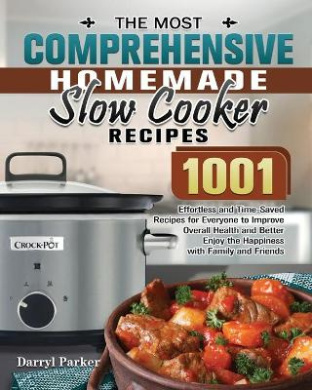 THE MOST
COMPREHENSIVE
HOMEMADE
Slow Cooker
RECIPES
1001
Effortless and Time Saved
Recipes for Everyone to Improve
Overall Health and Better
Enjoy the Happiness
with Family and Friends
CROCK-POT
Darryl Parker